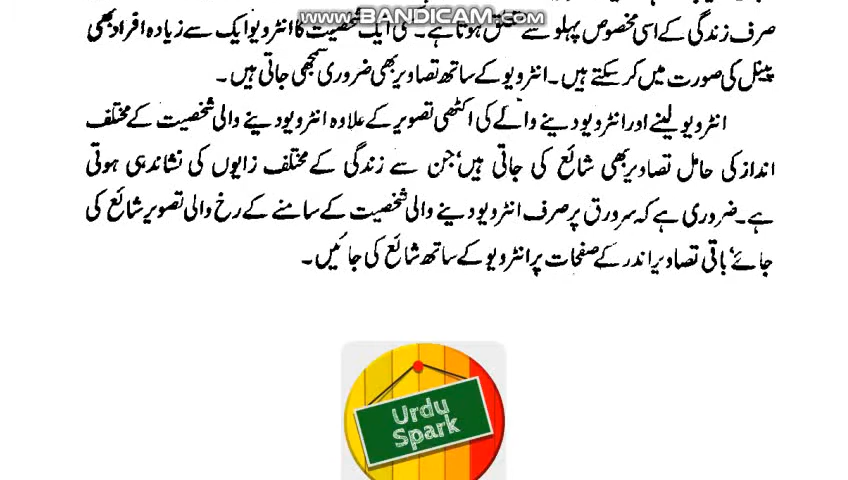 www.BANDICAM.com
صرف زندگی کے اسی مخصوص پہلو سے متعلق ہوتا ہے۔ کسی ایک شخصیت کا انٹرویو ایک سے زیادہ افراد بھی
پینل کی صورت میں کر سکتے ہیں۔ انٹرویو کے ساتھ تصاویر بھی ضروری سمجھی جاتی ہیں۔
انٹرویو لینے اور انٹرویو دینے والے کی اکٹھی تصویر کے علاوہ انٹرویو دینے والی شخصیت کے مختلف
انداز کی حامل تصاویر بھی شائع کی جاتی ہیں‘ جن سے زندگی کے مختلف زایوں کی نشاندہی ہوتی
ہے۔ ضروری ہے کہ سرورق پر صرف انٹرویو دینے والی شخصیت کے سامنے کے رخ والی تصویر شائع کی
جائے‘ باقی تصاویر اندر کے صفحات پر انٹرویو کے ساتھ شائع کی جائیں۔
Urdu
Spark